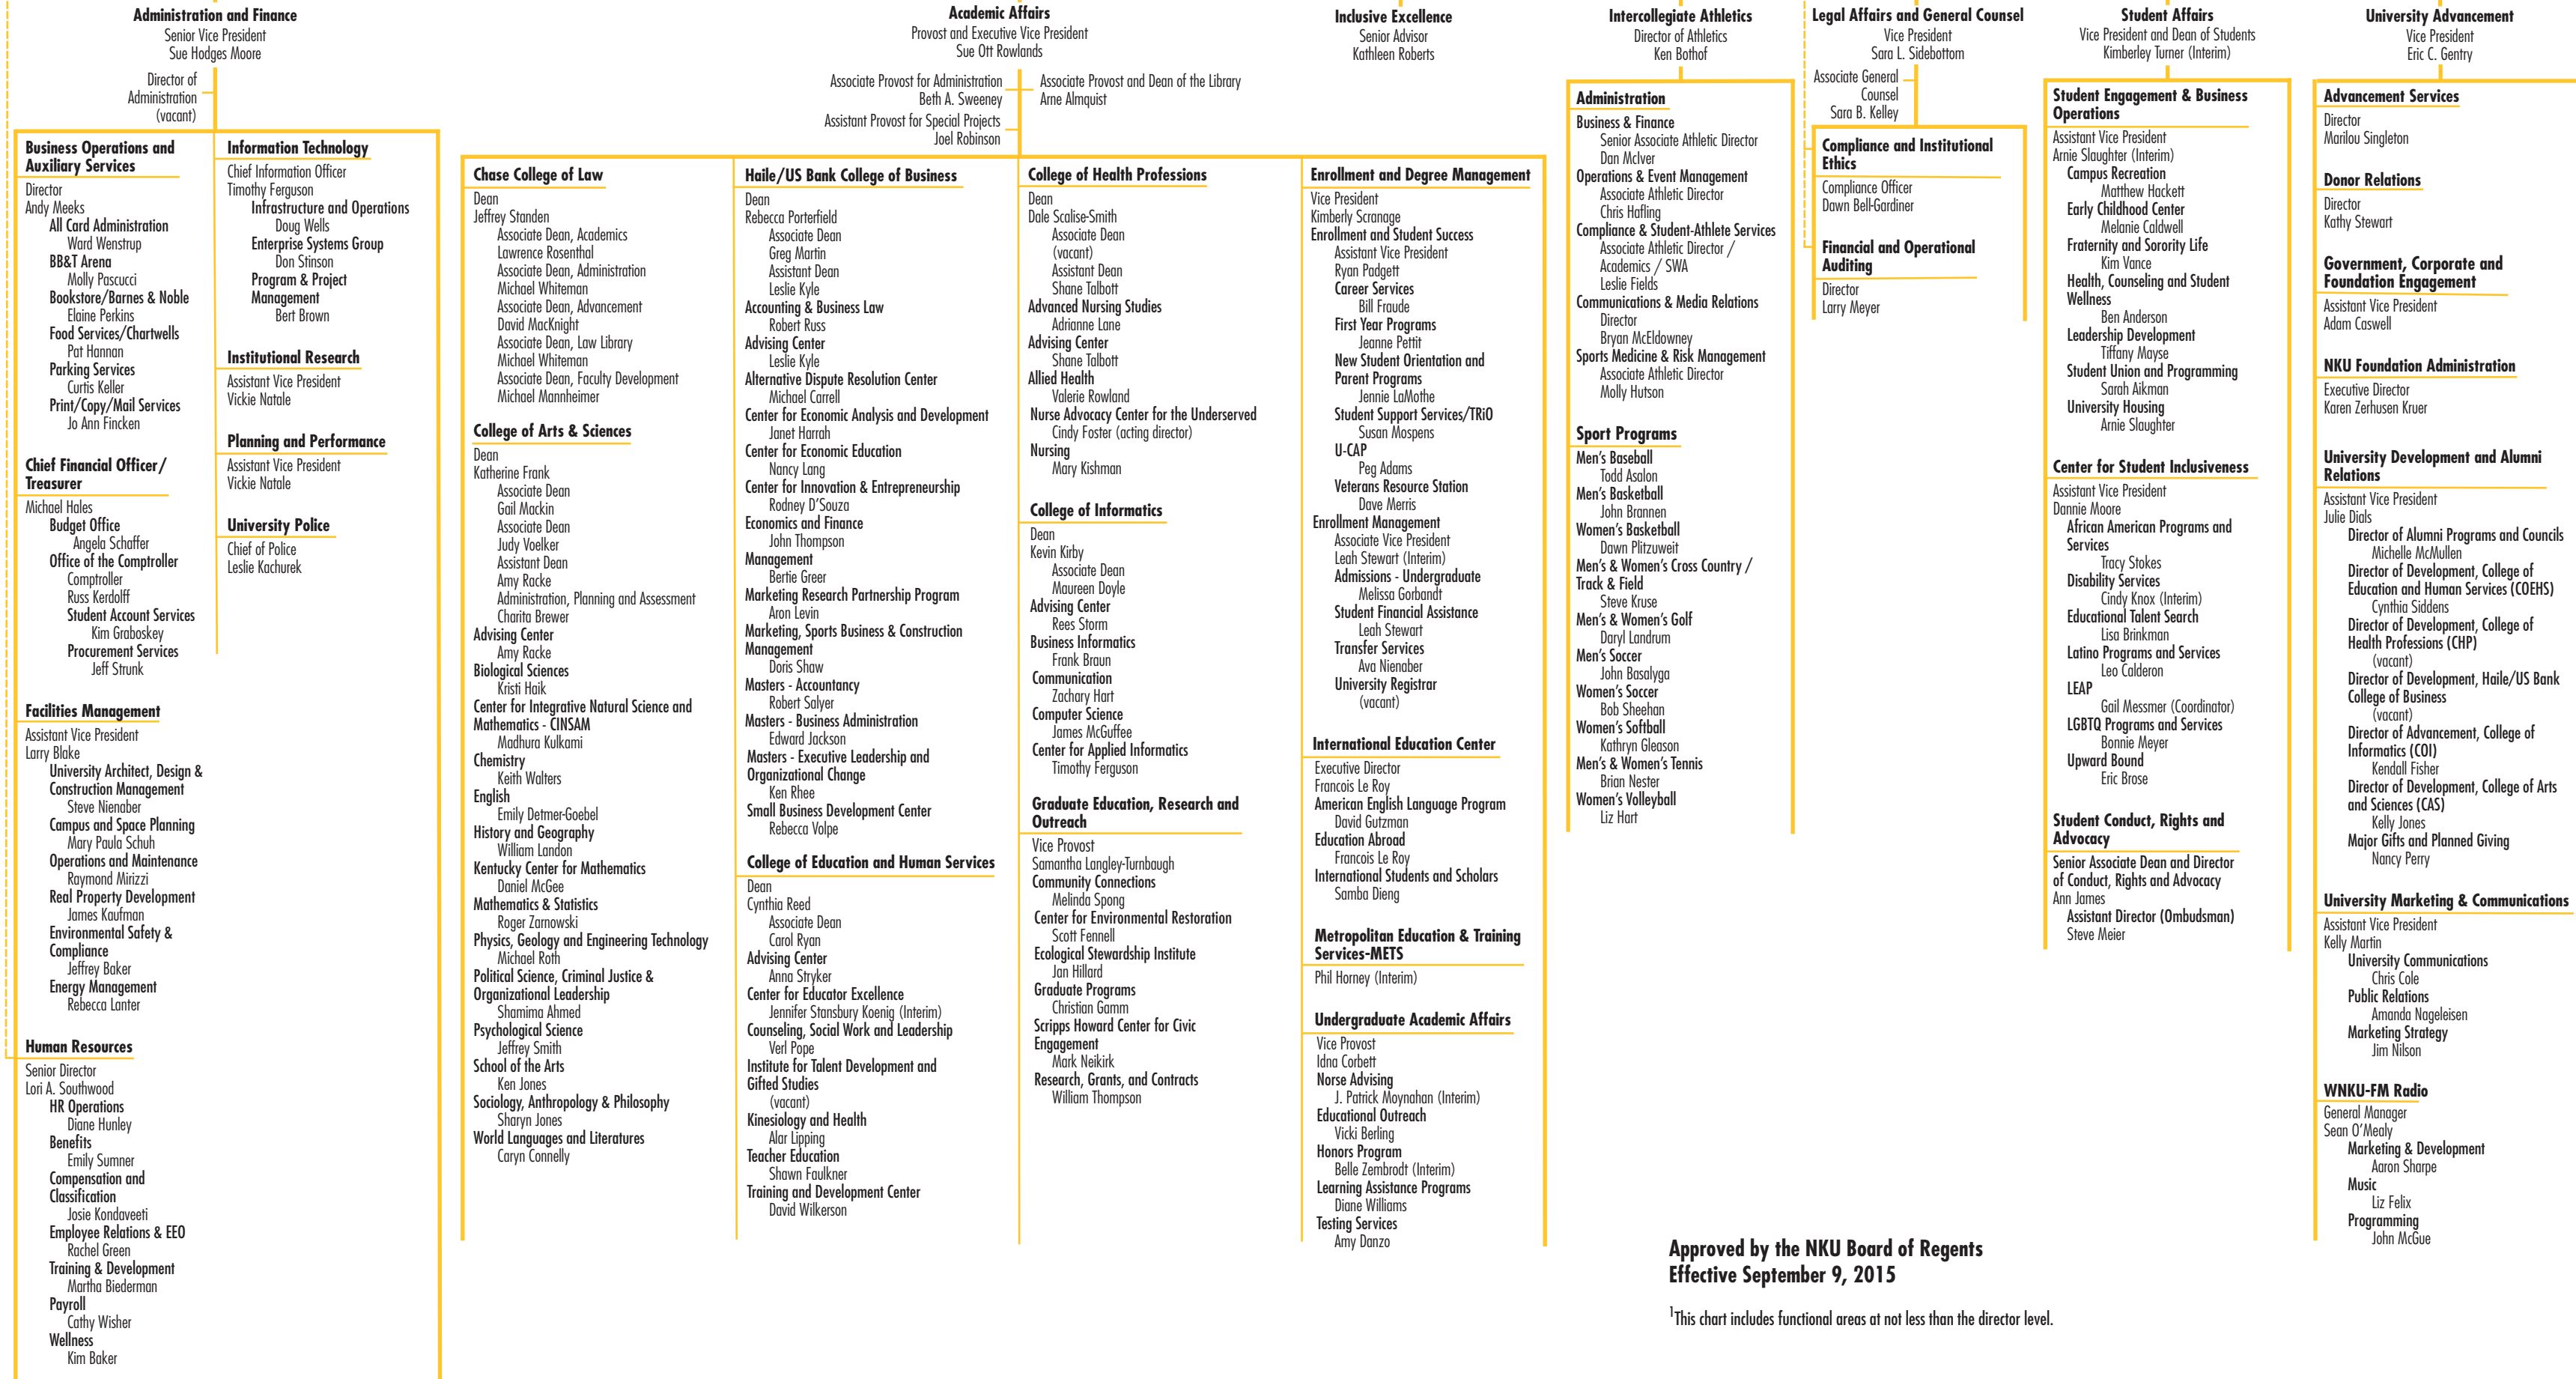 Administration and Finance
Senior Vice President
Sue Hodges Moore
Director of
Administration
(vacant)
Business Operations and
Auxiliary Services
Director
Andy Meeks
All Card Administration
Ward Wenstrup
BB&T Arena
Molly Pascucci
Bookstore/Barnes & Noble
Elaine Perkins
Food Services/Chartwells
Pat Hannan
Parking Services
Curtis Keller
Print/Copy/Mail Services
Jo Ann Fincken
Chief Financial Officer/
Treasurer
Michael Hales
Budget Office
Angela Schaffer
Office of the Comptroller
Comptroller
Russ Kerdolff
Student Account Services
Kim Graboskey
Procurement Services
Jeff Strunk
Facilities Management
Assistant Vice President
Larry Blake
University Architect, Design &
Construction Management
Steve Nienaber
Campus and Space Planning
Mary Paula Schuh
Operations and Maintenance
Raymond Mirizzi
Real Property Development
James Kaufman
Environmental Safety &
Compliance
Jeffrey Baker
Energy Management
Rebecca Lanter
Human Resources
Senior Director
Lori A. Southwood
HR Operations
Diane Hunley
Benefits
Emily Sumner
Compensation and
Classification
Josie Kondaveeti
Employee Relations & EEO
Rachel Green
Training & Development
Martha Biederman
Payroll
Cathy Wisher
Wellness
Kim Baker
Information Technology
Chief Information Officer
Timothy Ferguson
Infrastructure and Operations
Doug Wells
Enterprise Systems Group
Don Stinson
Program & Project
Management
Bert Brown
Institutional Research
Assistant Vice President
Vickie Natale
Planning and Performance
Assistant Vice President
Vickie Natale
University Police
Chief of Police
Leslie Kachurek
Academic Affairs
Provost and Executive Vice President
Sue Ott Rowlands
Associate Provost for Administration
Beth A. Sweeney
Assistant Provost for Special Projects
Joel Robinson
Associate Provost and Dean of the Library
Arne Almquist
Chase College of Law
Dean
Jeffrey Standen
Associate Dean, Academics
Lawrence Rosenthal
Associate Dean, Administration
Michael Whiteman
Associate Dean, Advancement
David MacKnight
Associate Dean, Law Library
Michael Whiteman
Associate Dean, Faculty Development
Michael Mannheimer
College of Arts & Sciences
Dean
Katherine Frank
Associate Dean
Gail Mackin
Associate Dean
Judy Voelker
Assistant Dean
Amy Racke
Administration, Planning and Assessment
Charita Brewer
Advising Center
Amy Racke
Biological Sciences
Kristi Haik
Center for Integrative Natural Science and
Mathematics - CINSAM
Madhura Kulkarni
Chemistry
Keith Walters
English
Emily Detmer-Goebel
History and Geography
William Landon
Kentucky Center for Mathematics
Daniel McGee
Mathematics & Statistics
Roger Zarnowski
Physics, Geology and Engineering Technology
Michael Roth
Political Science, Criminal Justice &
Organizational Leadership
Shamima Ahmed
Psychological Science
Jeffrey Smith
School of the Arts
Ken Jones
Sociology, Anthropology & Philosophy
Sharyn Jones
World Languages and Literatures
Caryn Connelly
Haile/US Bank College of Business
Dean
Rebecca Porterfield
Associate Dean
Greg Martin
Assistant Dean
Leslie Kyle
Accounting & Business Law
Robert Russ
Advising Center
Leslie Kyle
Alternative Dispute Resolution Center
Michael Carrell
Center for Economic Analysis and Development
Janet Harrah
Center for Economic Education
Nancy Lang
Center for Innovation & Entrepreneurship
Rodney D'Souza
Economics and Finance
John Thompson
Management
Bertie Greer
Marketing Research Partnership Program
Aron Levin
Marketing, Sports Business & Construction
Management
Doris Shaw
Masters - Accountancy
Robert Salyer
Masters - Business Administration
Edward Jackson
Masters - Executive Leadership and
Organizational Change
Ken Rhee
Small Business Development Center
Rebecca Volpe
College of Education and Human Services
Dean
Cynthia Reed
Associate Dean
Carol Ryan
Advising Center
Anna Stryker
Center for Educator Excellence
Jennifer Stansbury Koenig (Interim)
Counseling, Social Work and Leadership
Verl Pope
Institute for Talent Development and
Gifted Studies
(vacant)
Kinesiology and Health
Alar Lipping
Teacher Education
Shawn Faulkner
Training and Development Center
David Wilkerson
College of Health Professions
Dean
Dale Scalise-Smith
Associate Dean
(vacant)
Assistant Dean
Shane Talbott
Advanced Nursing Studies
Adrianne Lane
Advising Center
Shane Talbott
Allied Health
Valerie Rowland
Nurse Advocacy Center for the Underserved
Cindy Foster (acting director)
Nursing
Mary Kishman
College of Informatics
Dean
Kevin Kirby
Associate Dean
Maureen Doyle
Advising Center
Rees Storm
Business Informatics
Frank Braun
Communication
Zachary Hart
Computer Science
James McGuffee
Center for Applied Informatics
Timothy Ferguson
Graduate Education, Research and
Outreach
Vice Provost
Samantha Langley-Turnbaugh
Community Connections
Melinda Spong
Center for Environmental Restoration
Scott Fennell
Ecological Stewardship Institute
Jan Hillard
Graduate Programs
Christian Gamm
Scripps Howard Center for Civic
Engagement
Mark Neikirk
Research, Grants, and Contracts
William Thompson
Enrollment and Degree Management
Vice President
Kimberly Scranage
Enrollment and Student Success
Assistant Vice President
Ryan Padgett
Career Services
Bill Fraude
First Year Programs
Jeanne Pettit
New Student Orientation and
Parent Programs
Jennie LaMothe
Student Support Services/TRiO
Susan Mospens
U-CAP
Peg Adams
Veterans Resource Station
Dave Merris
Enrollment Management
Associate Vice President
Leah Stewart (Interim)
Admissions - Undergraduate
Melissa Gorbandt
Student Financial Assistance
Leah Stewart
Transfer Services
Ava Nienaber
University Registrar
(vacant)
International Education Center
Executive Director
Francois Le Roy
American English Language Program
David Gutzman
Education Abroad
Francois Le Roy
International Students and Scholars
Samba Dieng
Metropolitan Education & Training
Services-METS
Phil Horney (Interim)
Undergraduate Academic Affairs
Vice Provost
Idna Corbett
Norse Advising
J. Patrick Moynahan (Interim)
Educational Outreach
Vicki Berling
Honors Program
Belle Zembrodt (Interim)
Learning Assistance Programs
Diane Williams
Testing Services
Amy Danzo
Inclusive Excellence
Senior Advisor
Kathleen Roberts
Intercollegiate Athletics
Director of Athletics
Ken Bothof
Administration
Business & Finance
Senior Associate Athletic Director
Dan McIver
Operations & Event Management
Associate Athletic Director
Chris Hafling
Compliance & Student-Athlete Services
Associate Athletic Director /
Academics / SWA
Leslie Fields
Communications & Media Relations
Director
Bryan McEldowney
Sports Medicine & Risk Management
Associate Athletic Director
Molly Hutson
Sport Programs
Men's Baseball
Todd Asalon
Men's Basketball
John Brannen
Women's Basketball
Dawn Plitzuweit
Men's & Women's Cross Country /
Track & Field
Steve Kruse
Men's & Women's Golf
Daryl Landrum
Men's Soccer
John Basalyga
Women's Soccer
Bob Sheehan
Women's Softball
Kathryn Gleason
Men's & Women's Tennis
Brian Nester
Women's Volleyball
Liz Hart
Legal Affairs and General Counsel
Vice President
Sara L. Sidebottom
Associate General
Counsel
Sara B. Kelley
Compliance and Institutional
Ethics
Compliance Officer
Dawn Bell-Gardiner
Financial and Operational
Auditing
Director
Larry Meyer
Student Affairs
Vice President and Dean of Students
Kimberley Turner (Interim)
Student Engagement & Business
Operations
Assistant Vice President
Arnie Slaughter (Interim)
Campus Recreation
Matthew Hackett
Early Childhood Center
Melanie Caldwell
Fraternity and Sorority Life
Kim Vance
Health, Counseling and Student
Wellness
Ben Anderson
Leadership Development
Tiffany Mayse
Student Union and Programming
Sarah Aikman
University Housing
Arnie Slaughter
Center for Student Inclusiveness
Assistant Vice President
Dannie Moore
African American Programs and
Services
Tracy Stokes
Disability Services
Cindy Knox (Interim)
Educational Talent Search
Lisa Brinkman
Latino Programs and Services
Leo Calderon
LEAP
Gail Messmer (Coordinator)
LGBTQ Programs and Services
Bonnie Meyer
Upward Bound
Eric Brose
Student Conduct, Rights and
Advocacy
Senior Associate Dean and Director
of Conduct, Rights and Advocacy
Ann James
Assistant Director (Ombudsman)
Steve Meier
University Advancement
Vice President
Eric C. Gentry
Advancement Services
Director
Marilou Singleton
Donor Relations
Director
Kathy Stewart
Government, Corporate and
Foundation Engagement
Assistant Vice President
Adam Caswell
NKU Foundation Administration
Executive Director
Karen Zerhusen Kruer
University Development and Alumni
Relations
Assistant Vice President
Julie Dials
Director of Alumni Programs and Councils
Michelle McMullen
Director of Development, College of
Education and Human Services (COEHS)
Cynthia Siddens
Director of Development, College of
Health Professions (CHP)
(vacant)
Director of Development, Haile/US Bank
College of Business
(vacant)
Director of Advancement, College of
Informatics (COI)
Kendall Fisher
Director of Development, College of Arts
and Sciences (CAS)
Kelly Jones
Major Gifts and Planned Giving
Nancy Perry
University Marketing & Communications
Assistant Vice President
Kelly Martin
University Communications
Chris Cole
Public Relations
Amanda Nageleisen
Marketing Strategy
Jim Nilson
WNKU-FM Radio
General Manager
Sean O'Mealy
Marketing & Development
Aaron Sharpe
Music
Liz Felix
Programming
John McGue
Approved by the NKU Board of Regents
Effective September 9, 2015
1This chart includes functional areas at not less than the director level.